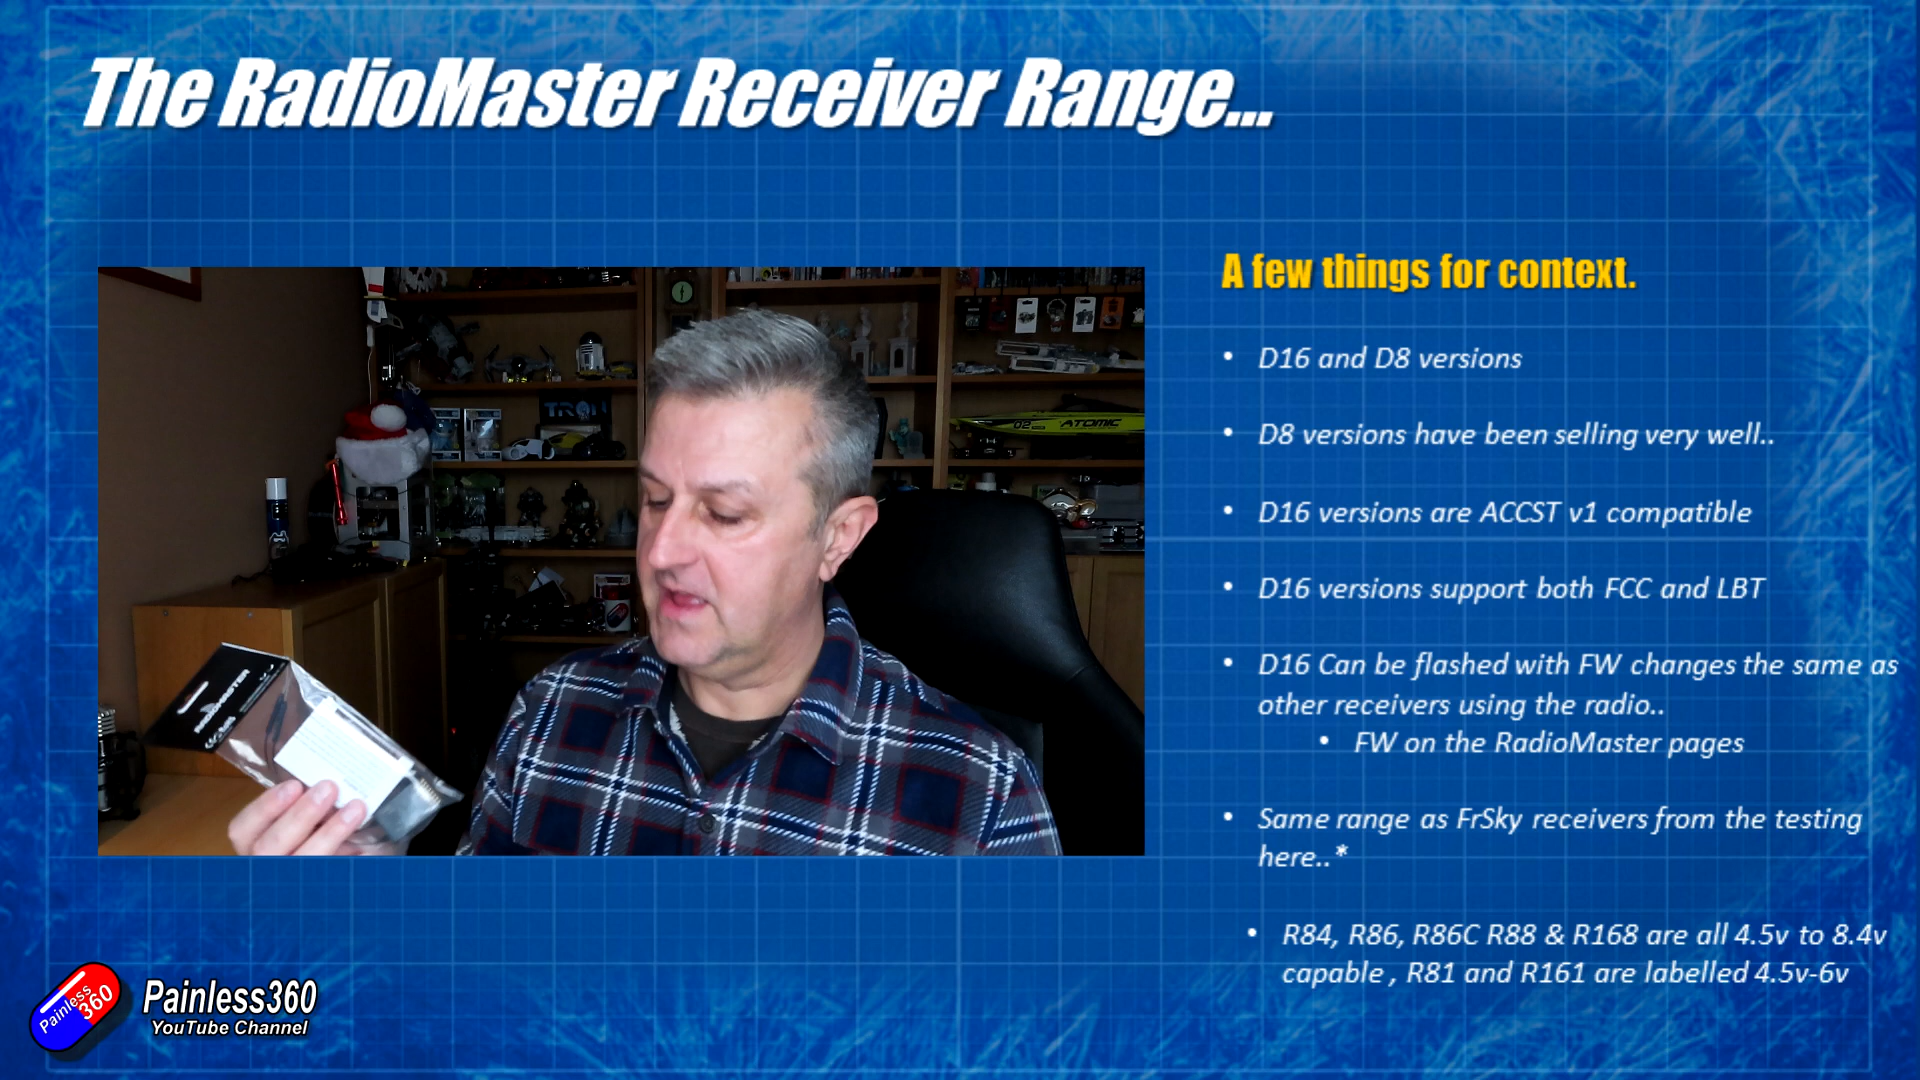 The RadioMaster Receiver Range...
A few things for context.
• D16 and D8 versions
• D8 versions have been selling very well..
• D16 versions are ACCST v1 compatible
• D16 versions support both FCC and LBT
• D16 Can be flashed with FW changes the same as
other receivers using the radio..
• FW on the RadioMaster pages
• Same range as FrSky receivers from the testing
here..*
• R84, R86, R86C R88 & R168 are all 4.5v to 8.4v
capable , R81 and R161 are labelled 4.5v-6v
TRON
02
ATOMIC
RADIOMASTER
Painless
360
Painless360
YouTube Channel